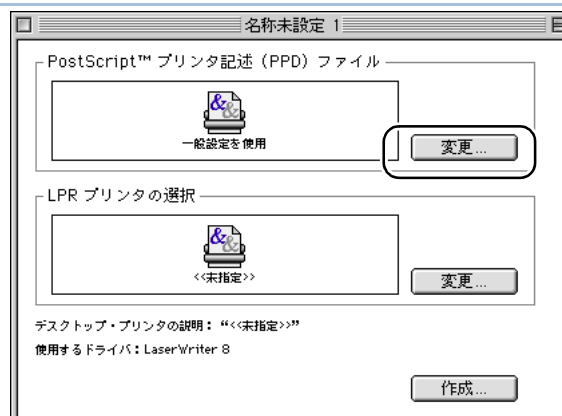 名称未設定 1
PostScript™ プリンタ記述（PPD）ファイル
一般設定を使用
変更...
LPR プリンタの選択
<<未指定>>
変更...
デスクトップ・プリンタの説明： “<<未指定>>”
使用するドライバ：LaserWriter 8
作成...